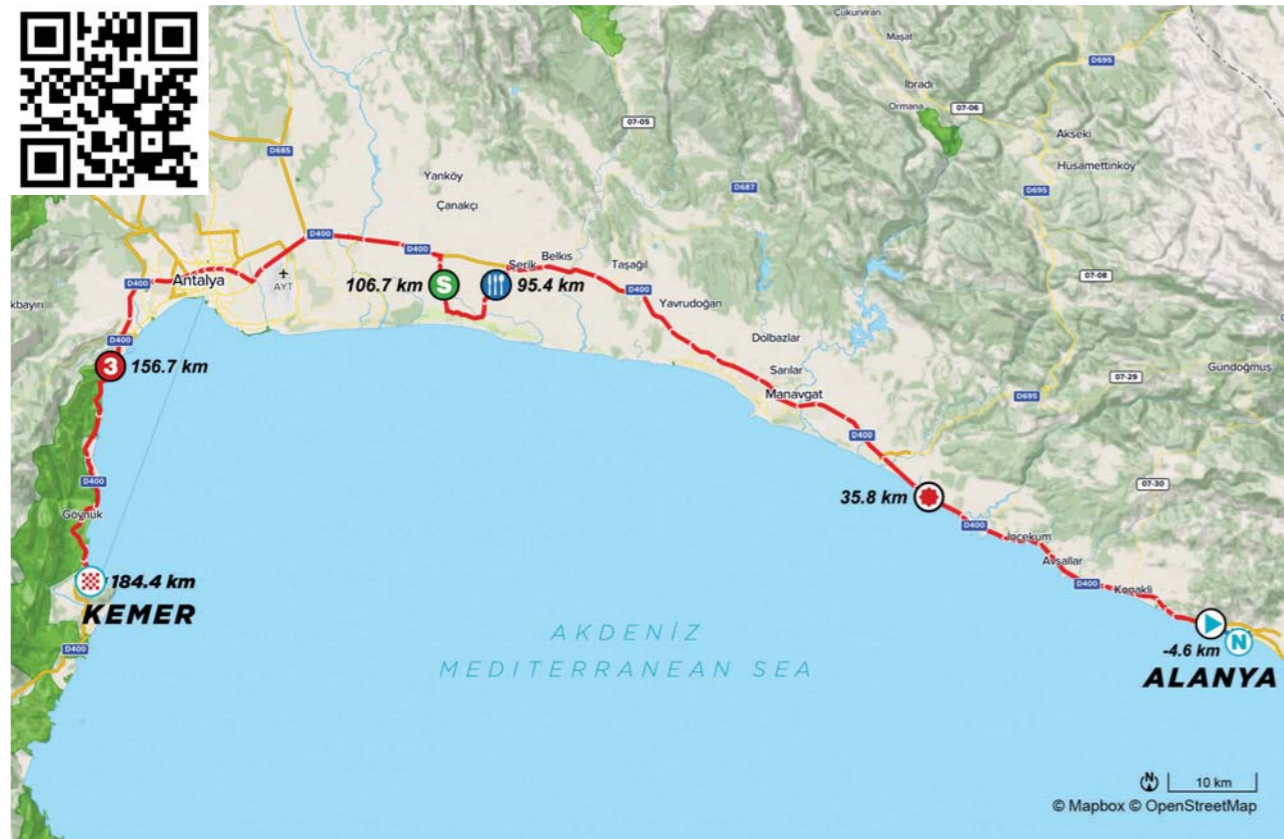 Çukurviran
Maşat
D695
İbradı
07-06
Ormana
07-05
Akseki
Hüsamettinköy
D685
Yanköy
Çanakçı
D687
D695
D400
D400
Serik
Belkıs
Taşağıl
07-08
D400
Antalya
AYT
106.7 km
S
95.4 km
D400
kbayırı
Yavrudoğan
D400
Dolbazlar
3
156.7 km
Sarılar
Gündoğmuş
07-29
Manavgat
D695
D400
D400
07-30
35.8 km
Göynük
D400
İncekum
Avsallar
184.4 km
D400
Konaklı
KEMER
-4.6 km
N
D400
AKDENİZ
MEDITERRANEAN SEA
ALANYA
N
10 km
© Mapbox © OpenStreetMap